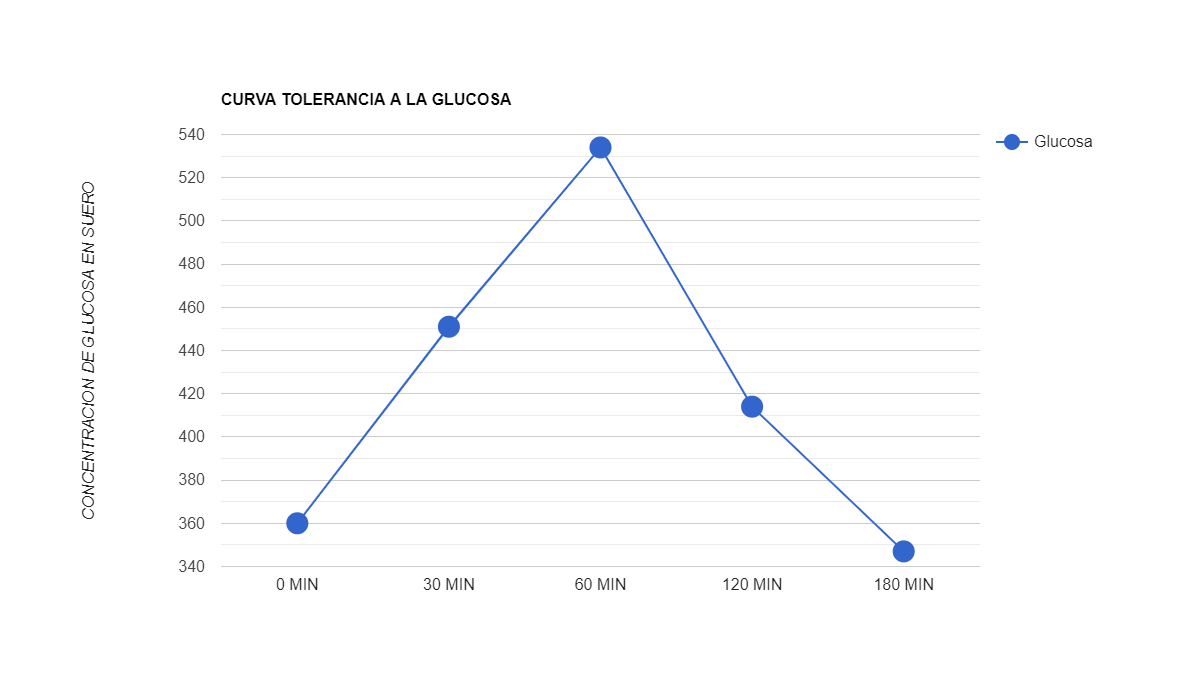 CURVA TOLERANCIA A LA GLUCOSA
Glucosa
CONCENTRACION DE GLUCOSA EN SUERO
540
520
500
480
460
440
420
400
380
360
340
0 MIN
30 MIN
60 MIN
120 MIN
180 MIN